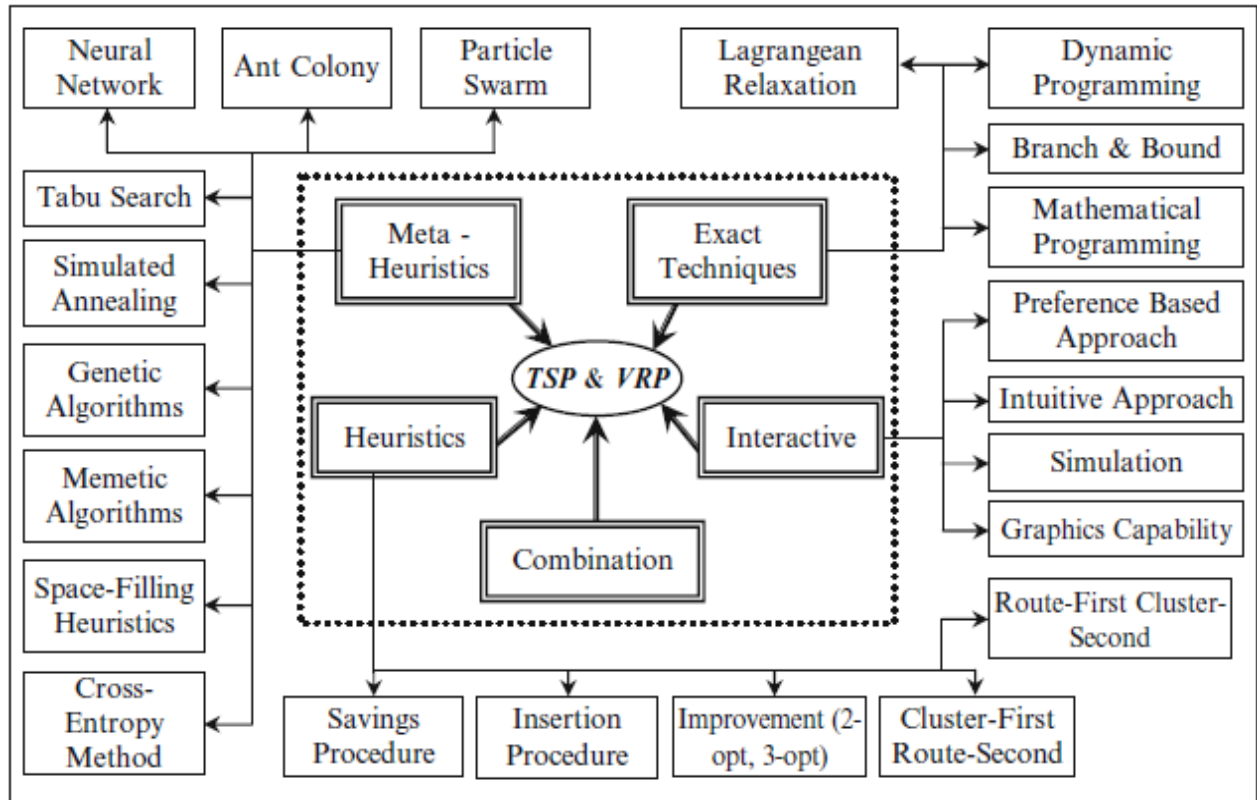 Neural
Network
Ant Colony
Particle
Swarm
Lagrangean
Relaxation
Dynamic
Programming
Branch & Bound
Tabu Search
Meta -
Heuristics
Exact
Techniques
Mathematical
Programming
Simulated
Annealing
Preference Based
Approach
TSP & VRP
Genetic
Algorithms
Intuitive Approach
Heuristics
Interactive
Simulation
Memetic
Algorithms
Graphics Capability
Combination
Space-Filling
Heuristics
Route-First Cluster-
Second
Cross-
Entropy
Method
Savings
Procedure
Insertion
Procedure
Improvement (2-
opt, 3-opt)
Cluster-First
Route-Second